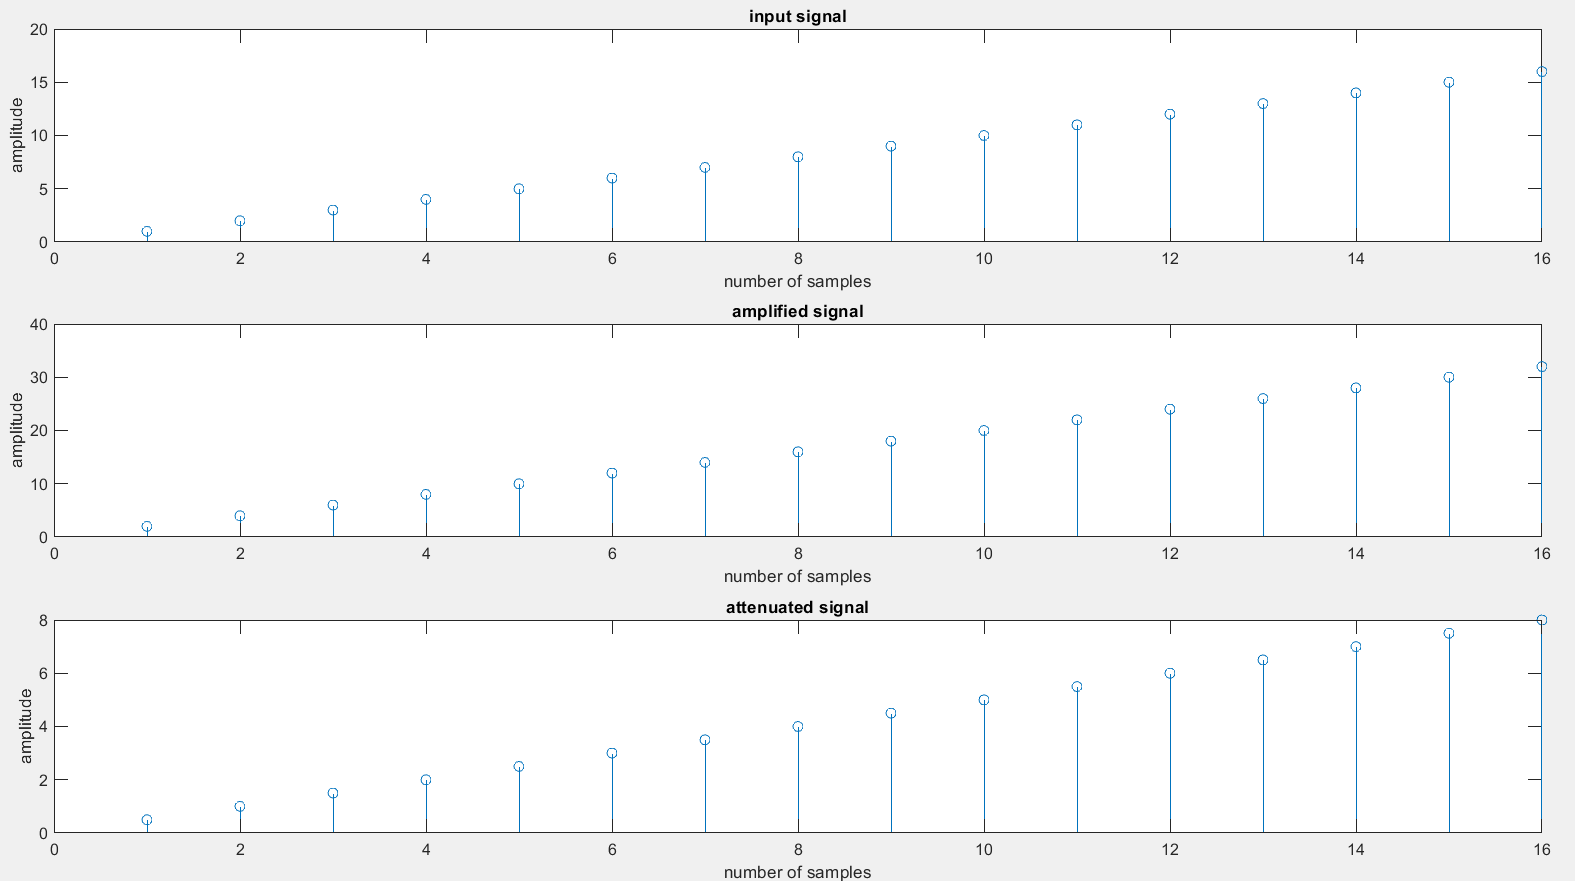 input signal
20
15
10
5
0
amplitude
0 2 4 6 8 10 12 14 16
number of samples
amplified signal
40
30
20
10
0
amplitude
0 2 4 6 8 10 12 14 16
number of samples
attenuated signal
8
6
4
2
0
amplitude
0 2 4 6 8 10 12 14 16
number of samples